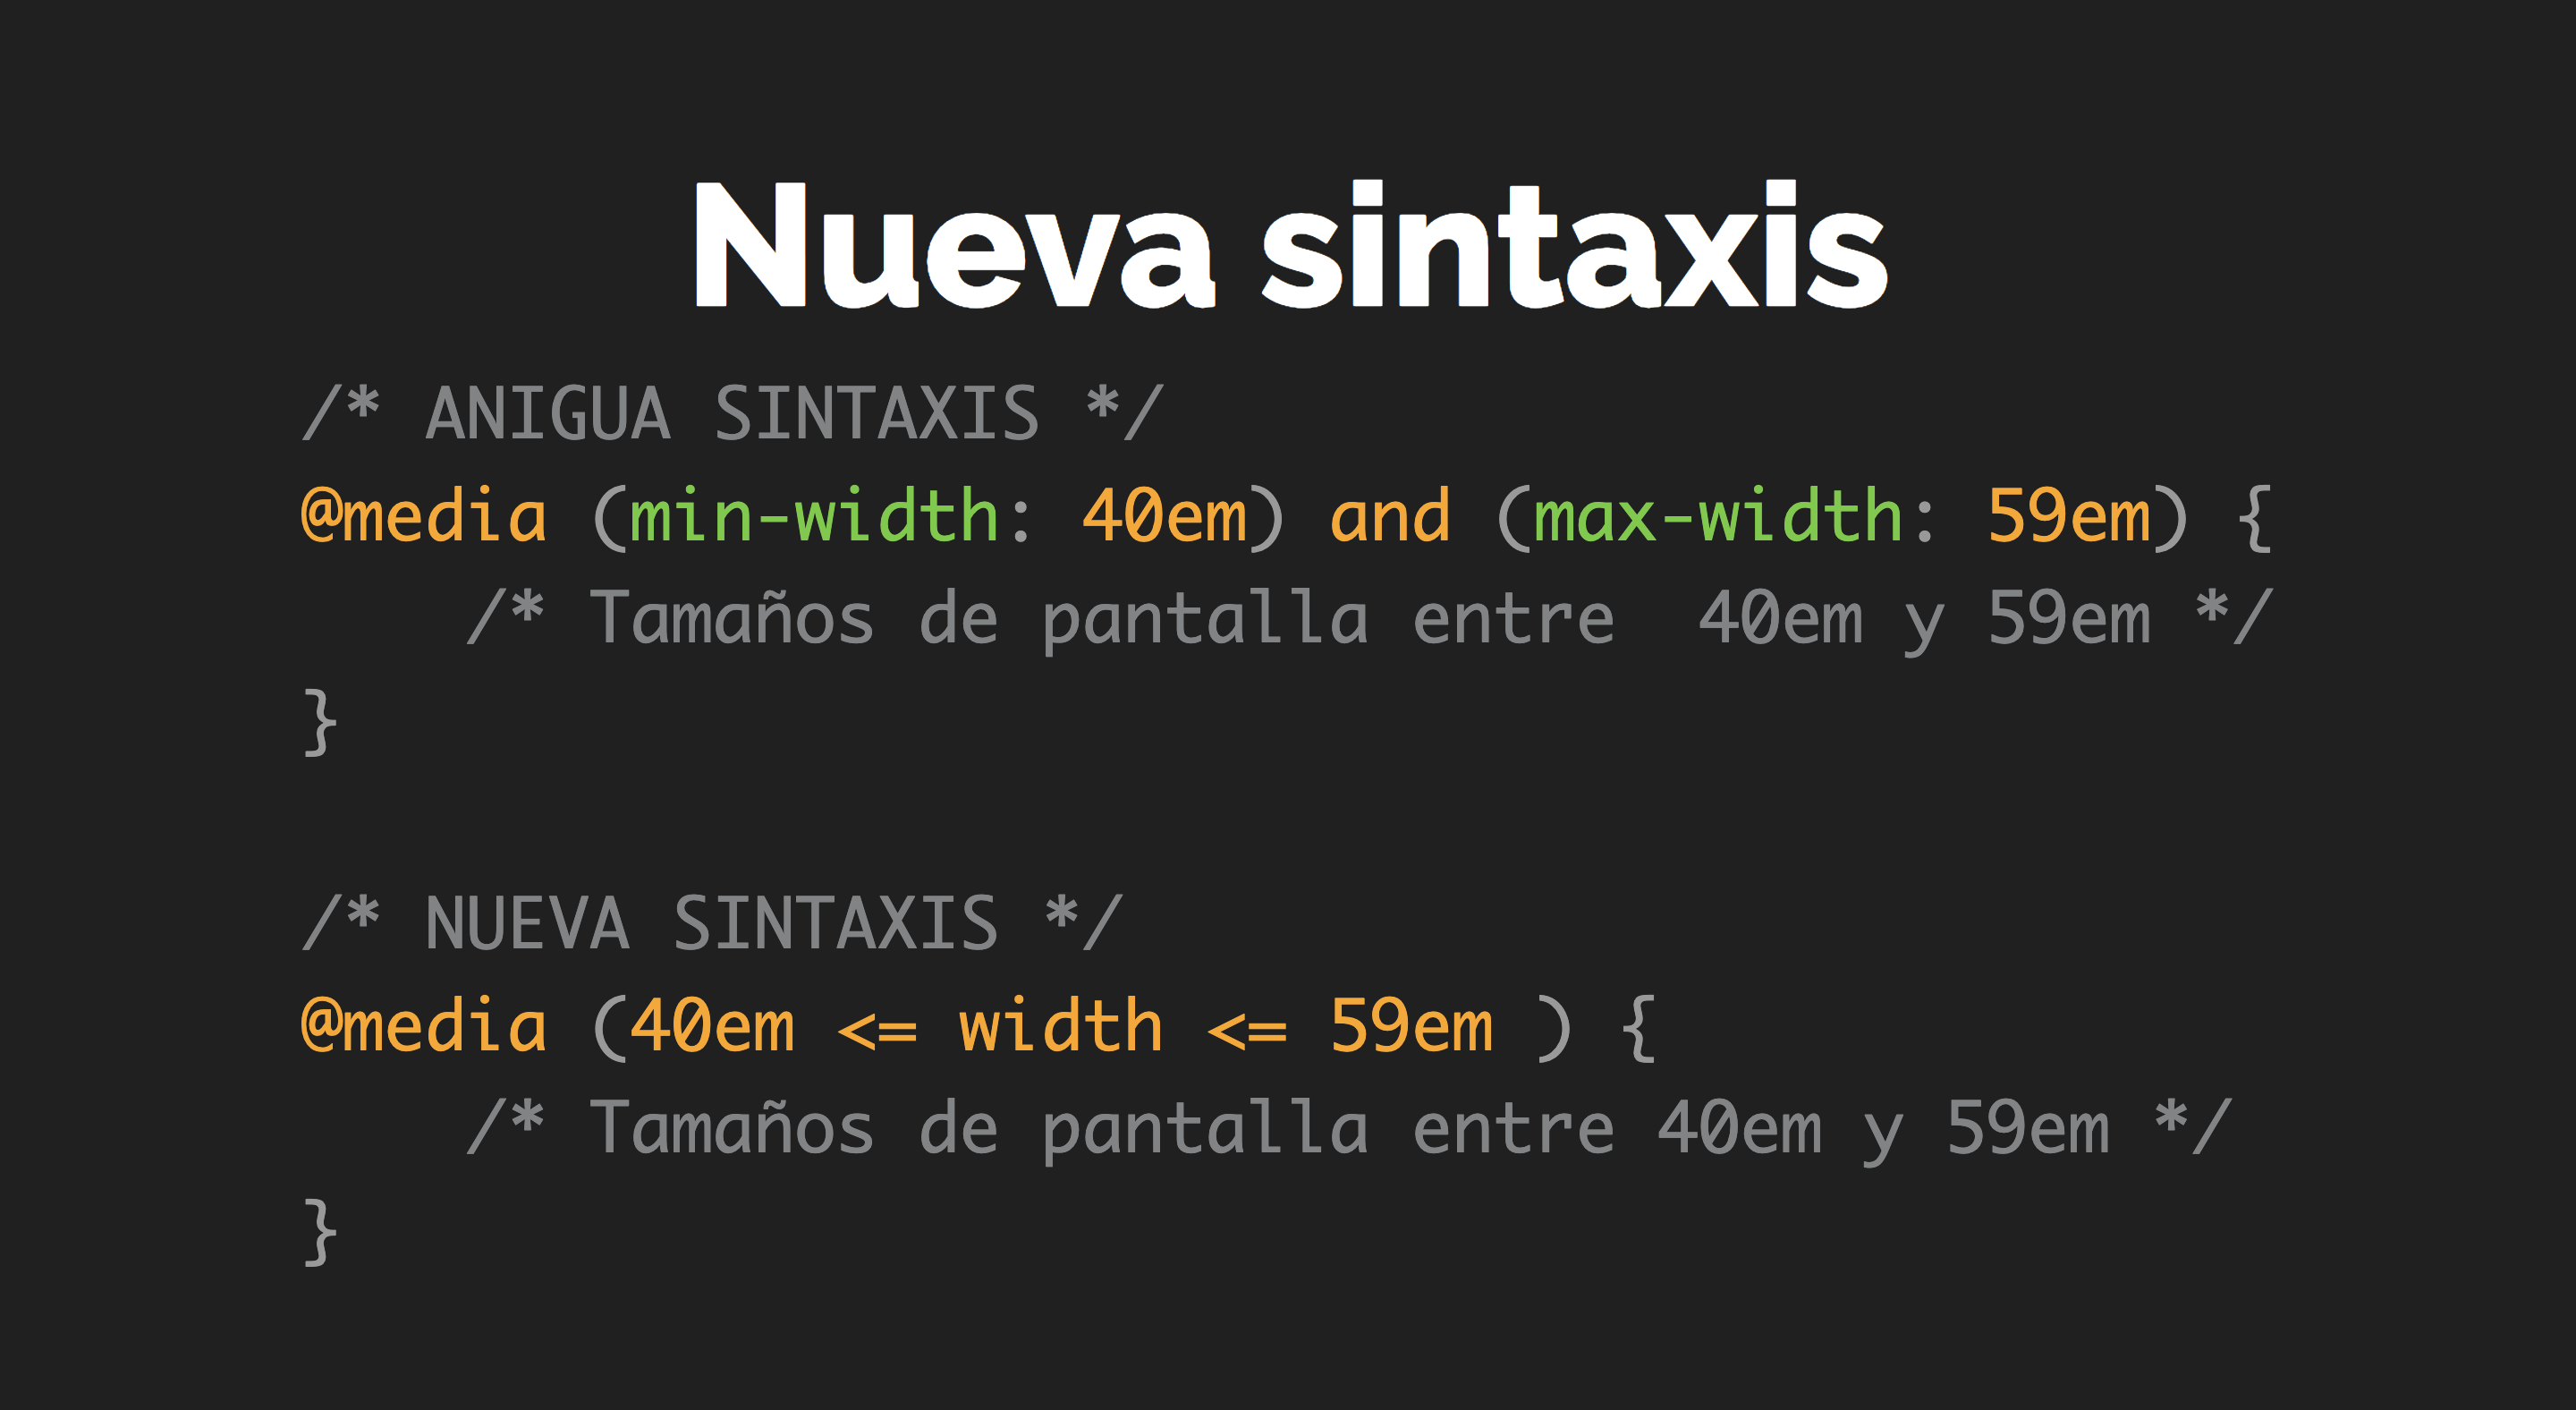 Nueva sintaxis
/* ANIGUA SINTAXIS */
@media (min-width: 40em) and (max-width: 59em) {
    /* Tamaños de pantalla entre  40em y 59em */
}
/* NUEVA SINTAXIS */
@media (40em <= width <= 59em ) {
    /* Tamaños de pantalla entre 40em y 59em */
}